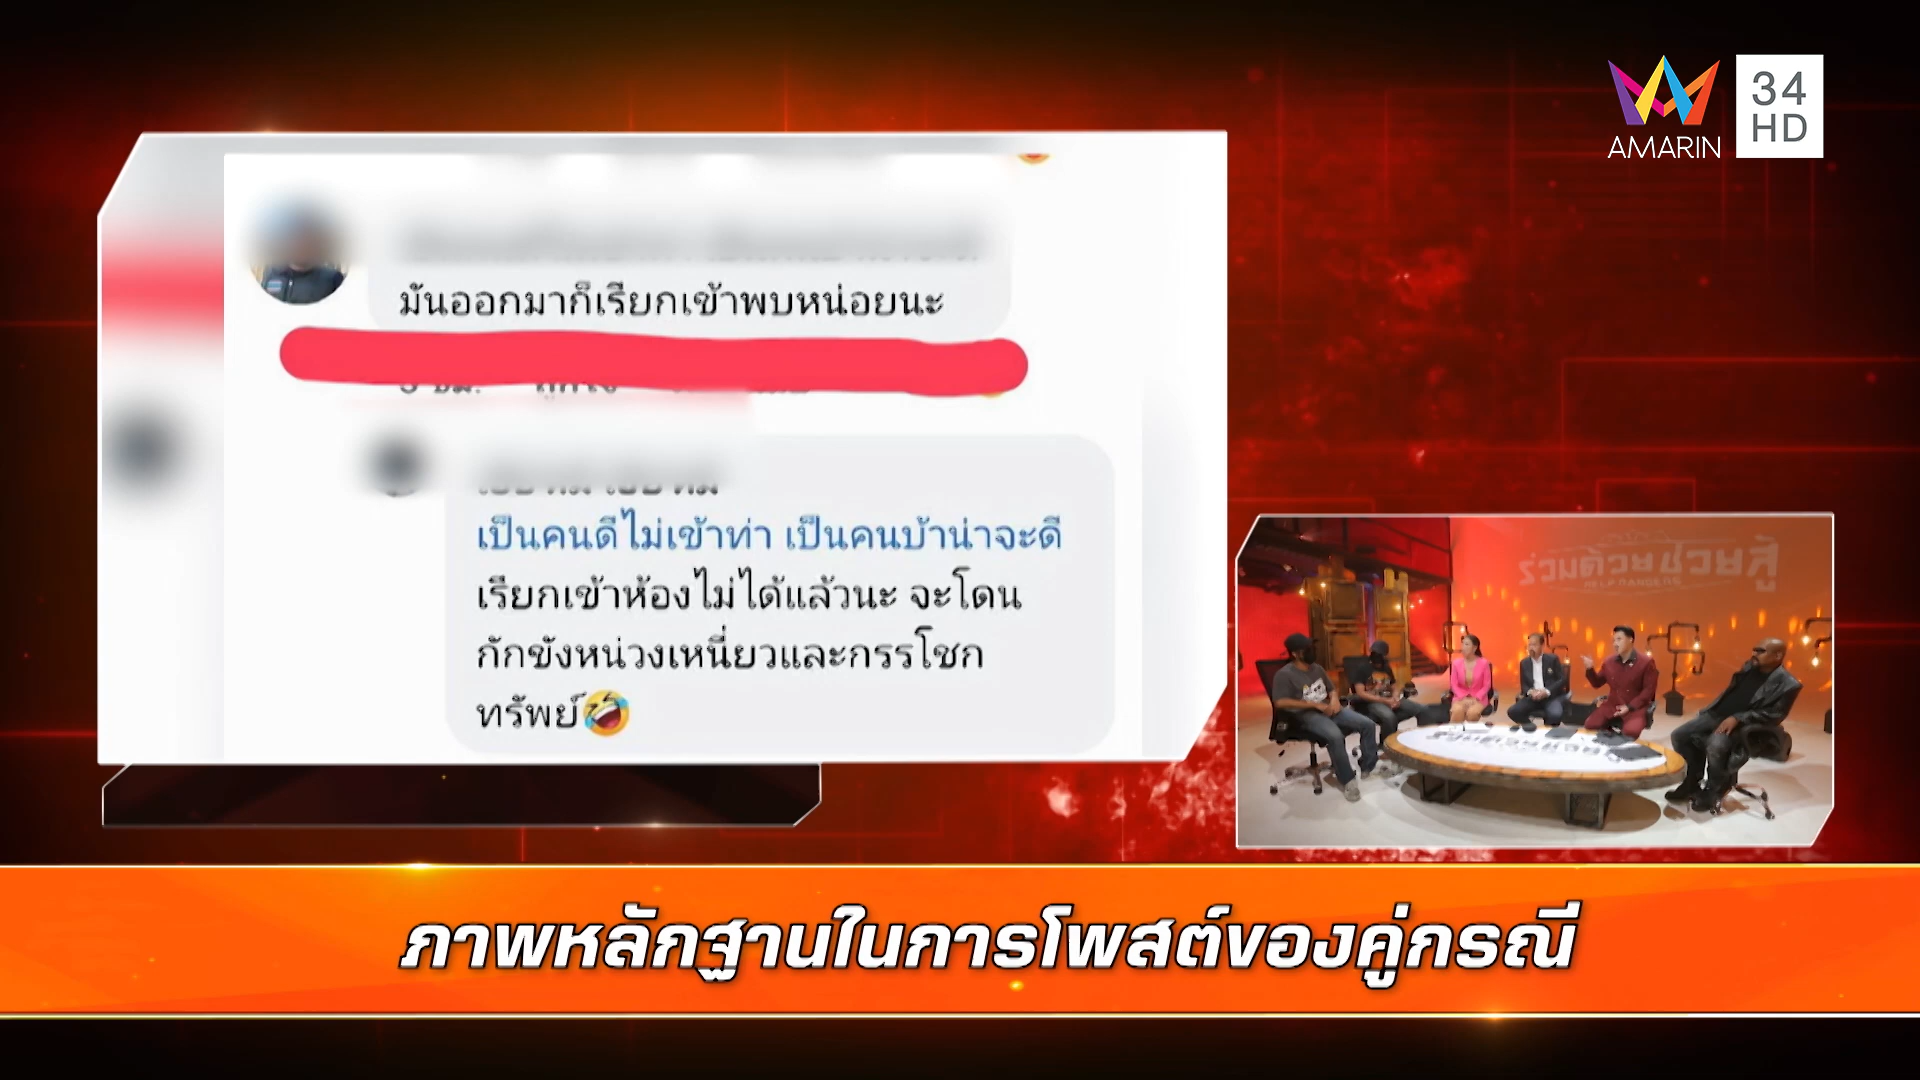 AMARIN
34
HD
มันออกมาก็เรียกเข้าพบหน่อยนะ
เป็นคนดีไม่เข้าท่า เป็นคนบ้าน่าจะดี
เรียกเข้าห้องไม่ได้แล้วนะ จะโดน
กักขังหน่วงเหนี่ยวและกรรโชก
ทรัพย์🤣
ร่วมด้วยช่วยสู้
ภาพหลักฐานในการโพสต์ของคู่กรณี